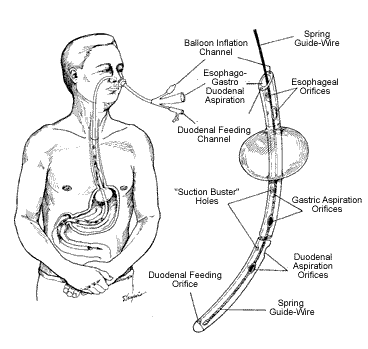 Balloon Inflation
Channel
Spring
Guide-Wire
Esophago-
Gastro
Duodenal
Aspiration
Esophageal
Orifices
Duodenal Feeding
Channel
"Suction Buster"
Holes
Gastric Aspiration
Orifices
Duodenal
Aspiration
Orifices
Duodenal Feeding
Orifice
Spring
Guide-Wire